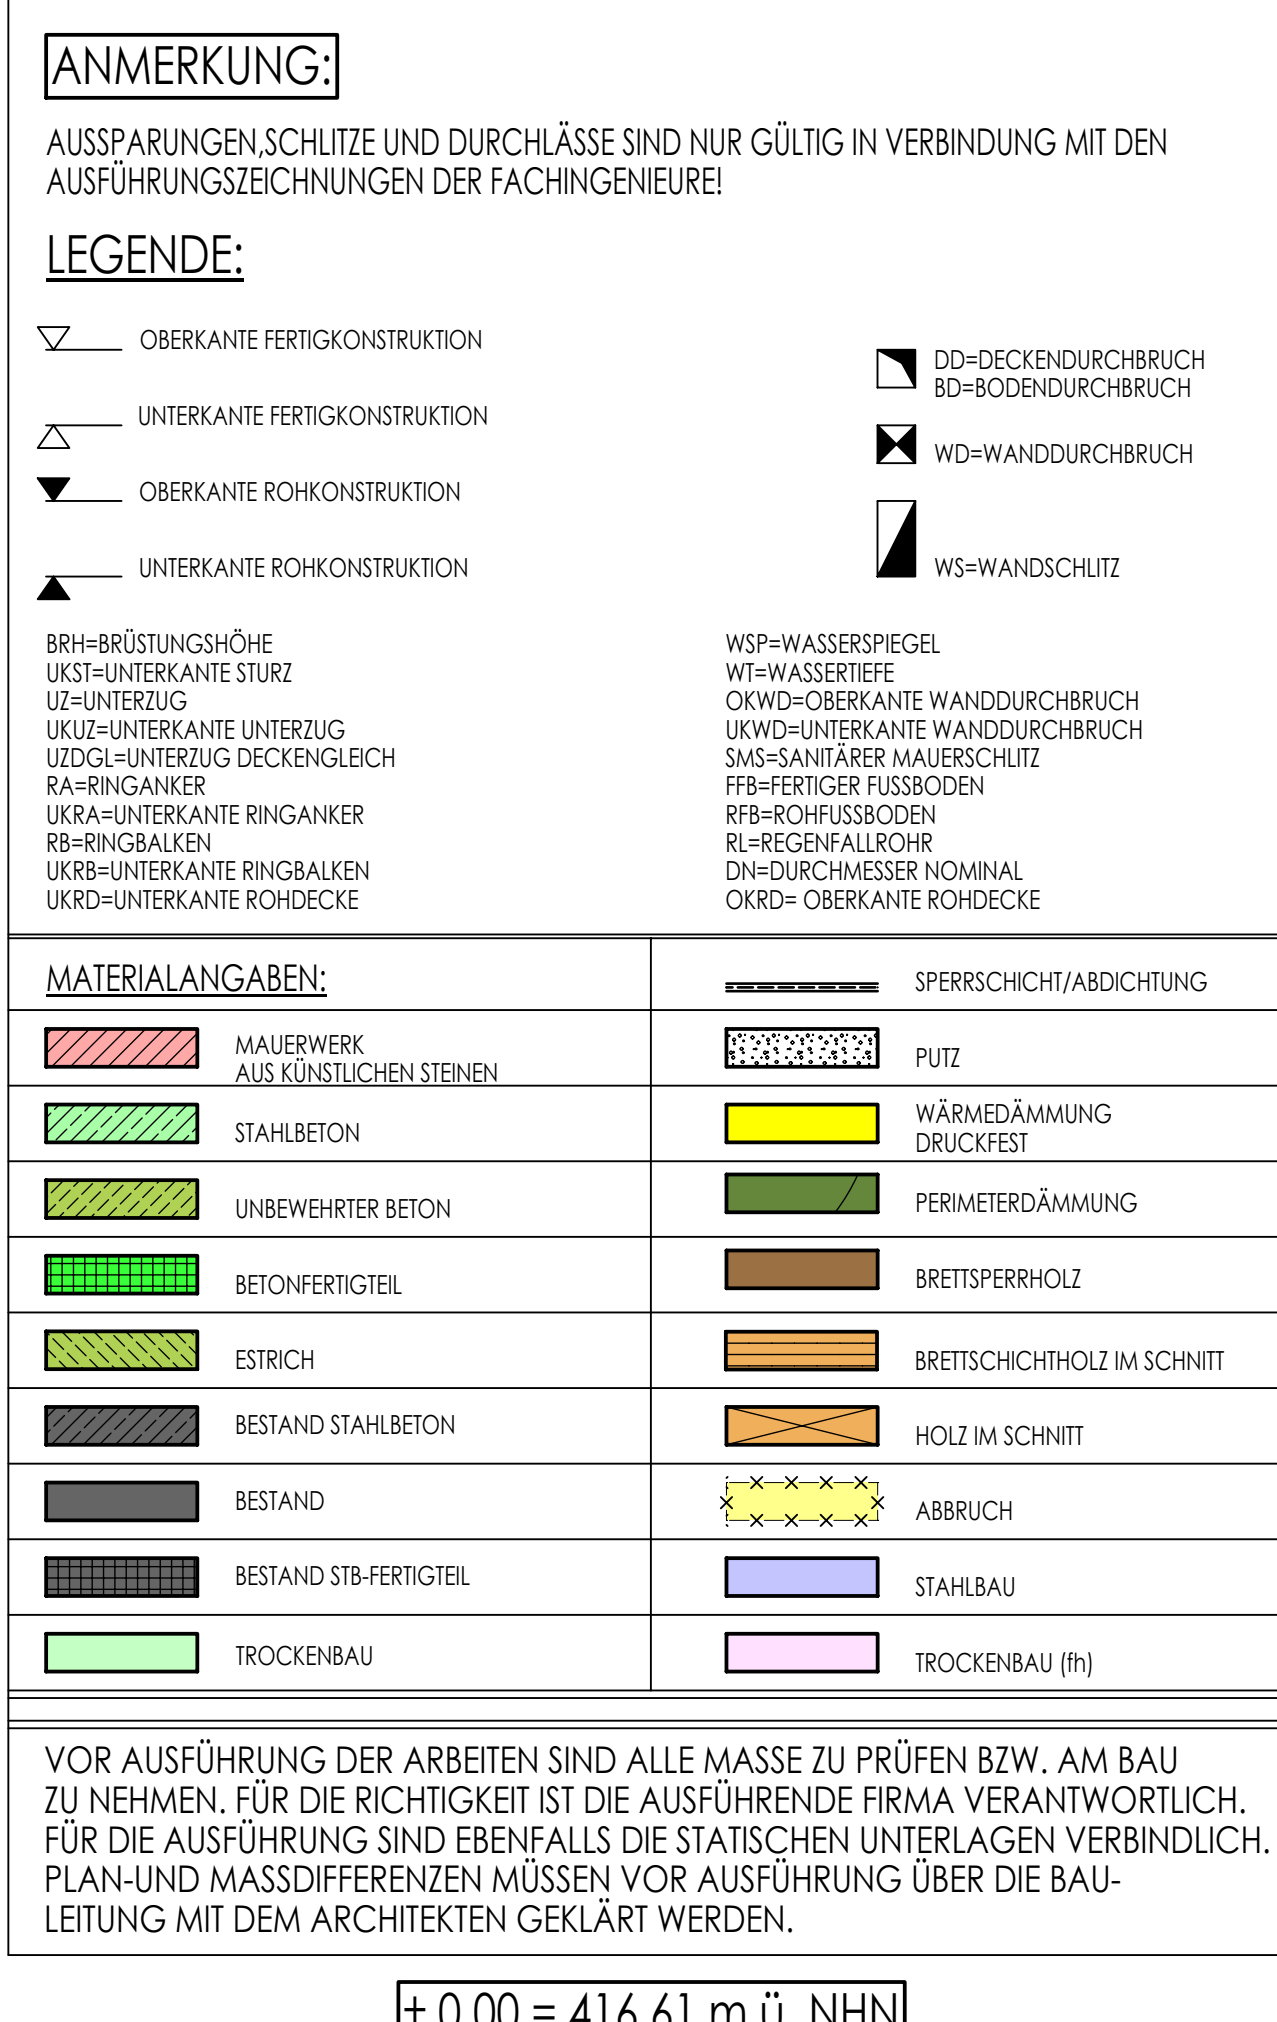 ANMERKUNG:
AUSSPARUNGEN,SCHLITZE UND DURCHLÄSSE SIND NUR GÜLTIG IN VERBINDUNG MIT DEN
AUSFÜHRUNGSZEICHNUNGEN DER FACHINGENIEURE!
LEGENDE:
OBERKANTE FERTIGKONSTRUKTION
UNTERKANTE FERTIGKONSTRUKTION
OBERKANTE ROHKONSTRUKTION
UNTERKANTE ROHKONSTRUKTION
DD=DECKENDURCHBRUCH
BD=BODENDURCHBRUCH
WD=WANDDURCHBRUCH
WS=WANDSCHLITZ
BRH=BRÜSTUNGSHÖHE
UKST=UNTERKANTE STURZ
UZ=UNTERZUG
UKUZ=UNTERKANTE UNTERZUG
UZDGL=UNTERZUG DECKENGLEICH
RA=RINGANKER
UKRA=UNTERKANTE RINGANKER
RB=RINGBALKEN
UKRB=UNTERKANTE RINGBALKEN
UKRD=UNTERKANTE ROHDECKE
WSP=WASSERSPIEGEL
WT=WASSERTIEFE
OKWD=OBERKANTE WANDDURCHBRUCH
UKWD=UNTERKANTE WANDDURCHBRUCH
SMS=SANITÄRER MAUERSCHLITZ
FFB=FERTIGER FUSSBODEN
RFB=ROHFUSSBODEN
RL=REGENFALLROHR
DN=DURCHMESSER NOMINAL
OKRD= OBERKANTE ROHDECKE
MATERIALANGABEN:
MAUERWERK
AUS KÜNSTLICHEN STEINEN
STAHLBETON
UNBEWEHRTER BETON
BETONFERTIGTEIL
ESTRICH
BESTAND STAHLBETON
BESTAND
BESTAND STB-FERTIGTEIL
TROCKENBAU
SPERRSCHICHT/ABDICHTUNG
PUTZ
WÄRMEDÄMMUNG
DRUCKFEST
PERIMETERDÄMMUNG
BRETTSPERRHOLZ
BRETTSCHICHTHOLZ IM SCHNITT
HOLZ IM SCHNITT
ABBRUCH
STAHLBAU
TROCKENBAU (fh)
VOR AUSFÜHRUNG DER ARBEITEN SIND ALLE MASSE ZU PRÜFEN BZW. AM BAU
ZU NEHMEN. FÜR DIE RICHTIGKEIT IST DIE AUSFÜHRENDE FIRMA VERANTWORTLICH.
FÜR DIE AUSFÜHRUNG SIND EBENFALLS DIE STATISCHEN UNTERLAGEN VERBINDLICH.
PLAN-UND MASSDIFFERENZEN MÜSSEN VOR AUSFÜHRUNG ÜBER DIE BAU-
LEITUNG MIT DEM ARCHITEKTEN GEKLÄRT WERDEN.
± 0.00 = 416.61 m ü. NHN